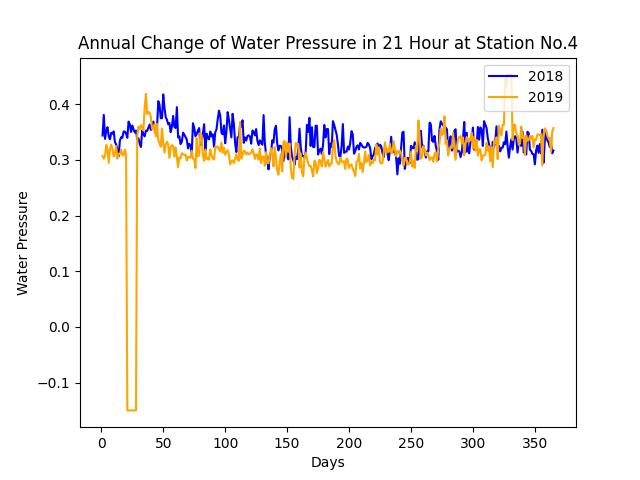 Annual Change of Water Pressure in 21 Hour at Station No.4
2018
2019
0.4
0.3
0.2
0.1
0.0
−0.1
Water Pressure
0 50 100 150 200 250 300 350
Days